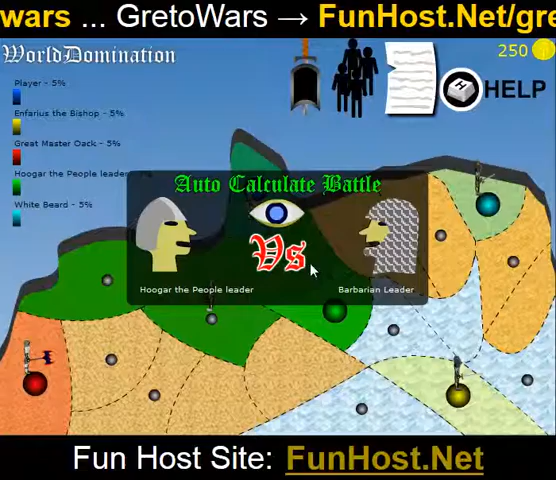 wars ... GretoWars → FunHost.Net/gre
WorldDomination
250
Player - 5%
Enfarius the Bishop - 5%
Great Master Oack - 5%
Hoogar the People leader
White Beard - 5%
H
HELP
Auto Calculate Battle
Vs
Hoogar the People leader
Barbarian Leader
Fun Host Site: FunHost.Net